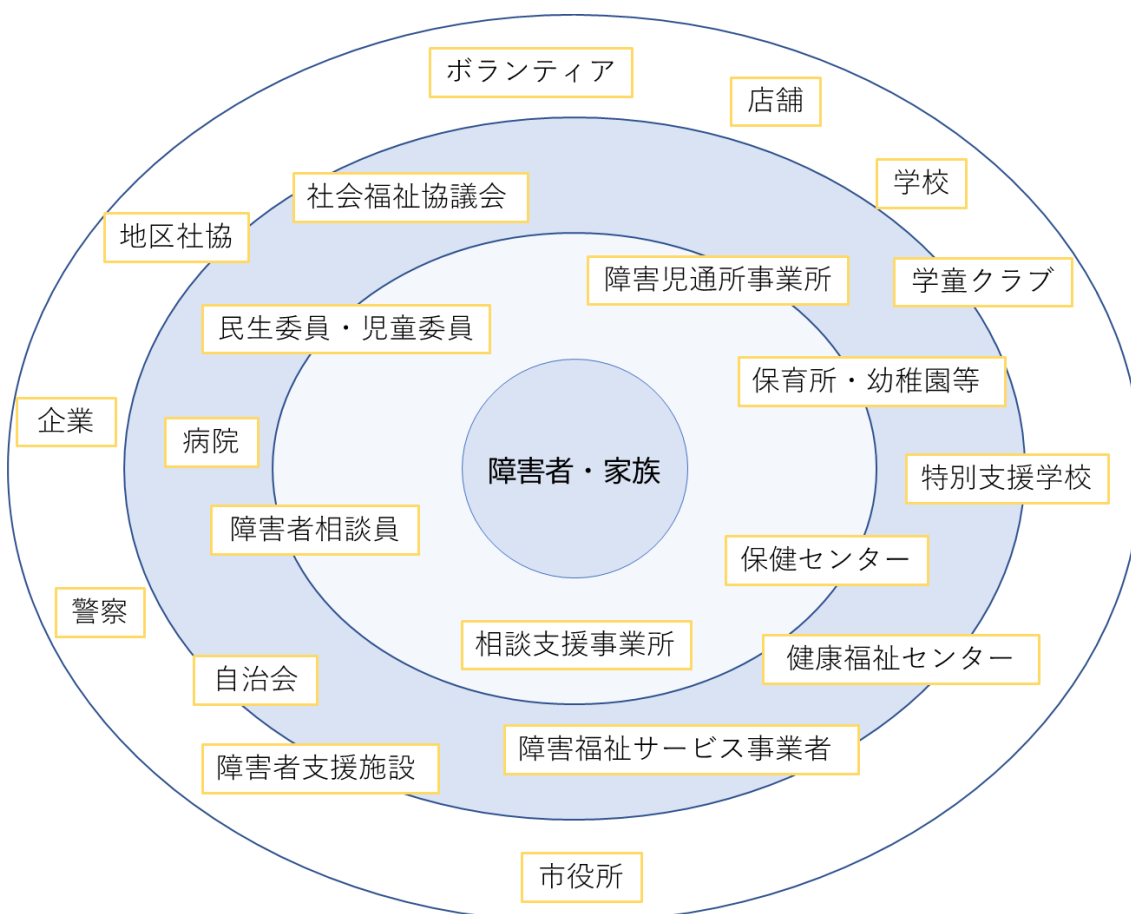 ボランティア
店舗
学校
社会福祉協議会
地区社協
障害児通所事業所
学童クラブ
民生委員・児童委員
保育所・幼稚園等
企業
病院
障害者・家族
特別支援学校
障害者相談員
保健センター
警察
相談支援事業所
健康福祉センター
自治会
障害福祉サービス事業者
障害者支援施設
市役所